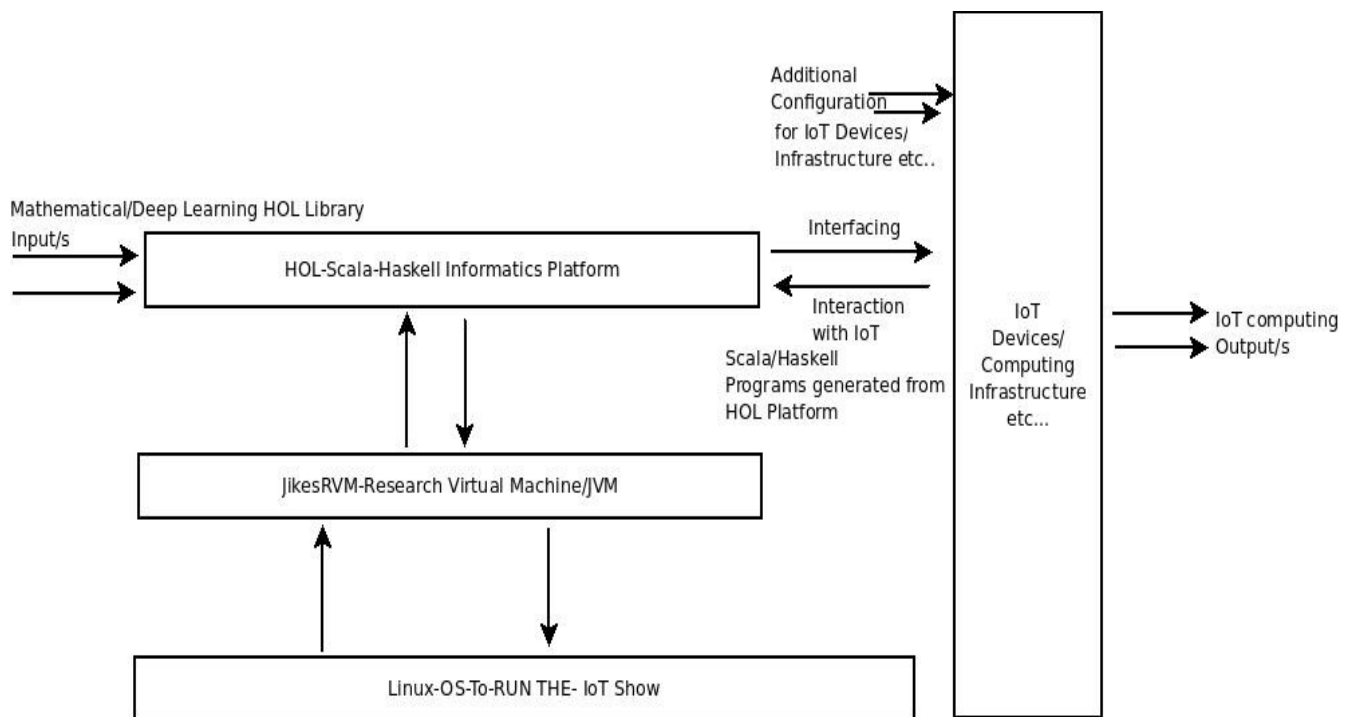 Additional
Configuration
for IoT Devices/
Infrastructure etc..
Mathematical/Deep Learning HOL Library
Input/s
HOL-Scala-Haskell Informatics Platform
Interfacing
Interaction
with IoT
Scala/Haskell
Programs generated from
HOL Platform
IoT
Devices/
Computing
Infrastructure
etc...
IoT computing
Output/s
JikesRVM-Research Virtual Machine/JVM
Linux-OS-To-RUN THE- IoT Show